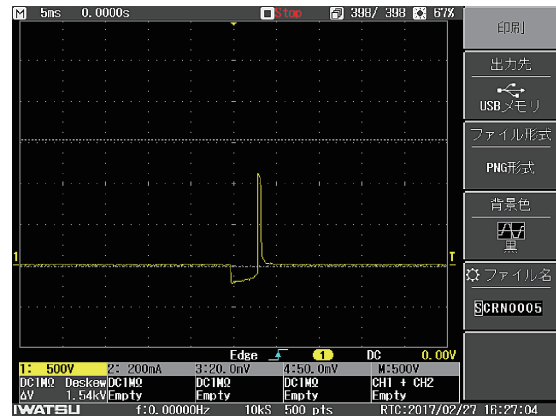 M 5ms 0.0000s Stop 398/ 398 67%
印刷
出力先
USBメモリ
ファイル形式
PNG形式
背景色
黒
ファイル名
SCRN0005
1
T
Edge 1 DC 0.00V
1: 500V 2: 200mA 3:20.0mV 4:50.0mV M:500V
DC1MΩ Deskew DC1MΩ DC1MΩ DC1MΩ CH1 + CH2
ΔV 1.54kV Empty Empty Empty Empty
IWATSU f:0.00000Hz 10kS 500 pts RTC:2017/02/27 16:27:04